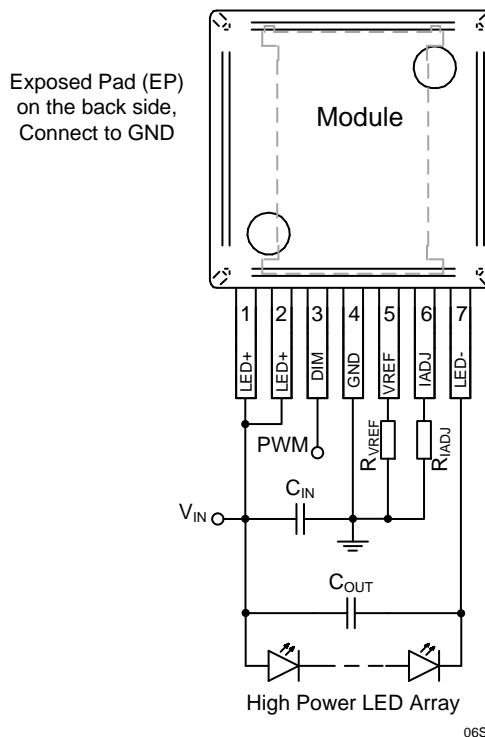 Exposed Pad (EP)
on the back side,
Connect to GND
Module
1 2 3 4 5 6 7
LED+ LED+ DIM GND VREF IADJ LED-
PWM
RVREF
RIADJ
CIN
VIN
COUT
High Power LED Array
06S